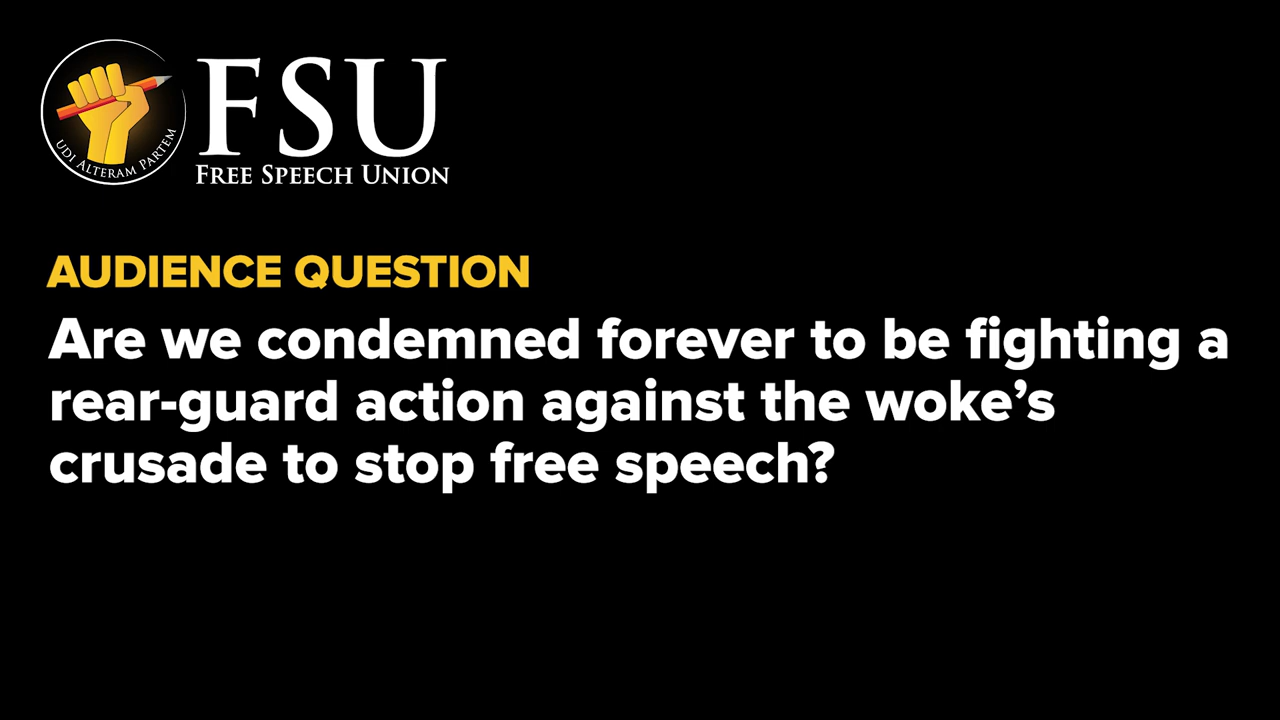 FSU
FREE SPEECH UNION
UDI ALTERAM PARTEM
AUDIENCE QUESTION
Are we condemned forever to be fighting a
rear-guard action against the woke’s
crusade to stop free speech?